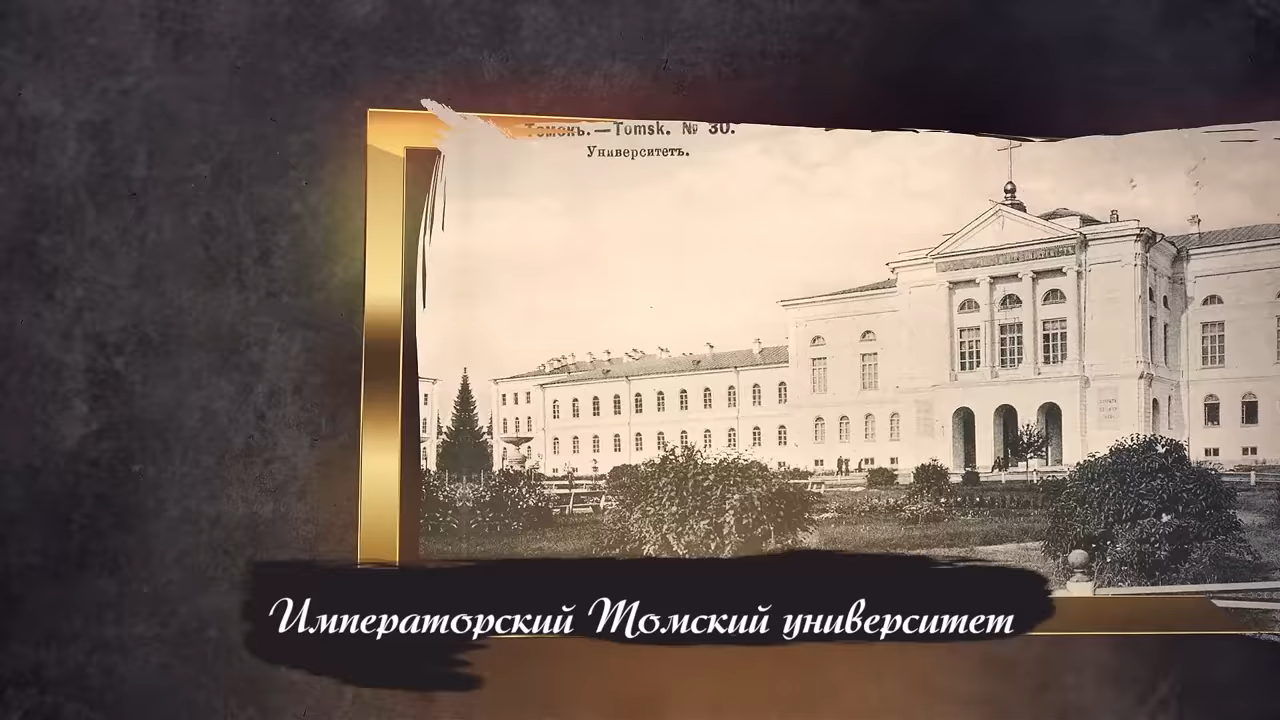 Томскъ.—Tomsk. № 30.
Университетъ.
Императорский Томский университет